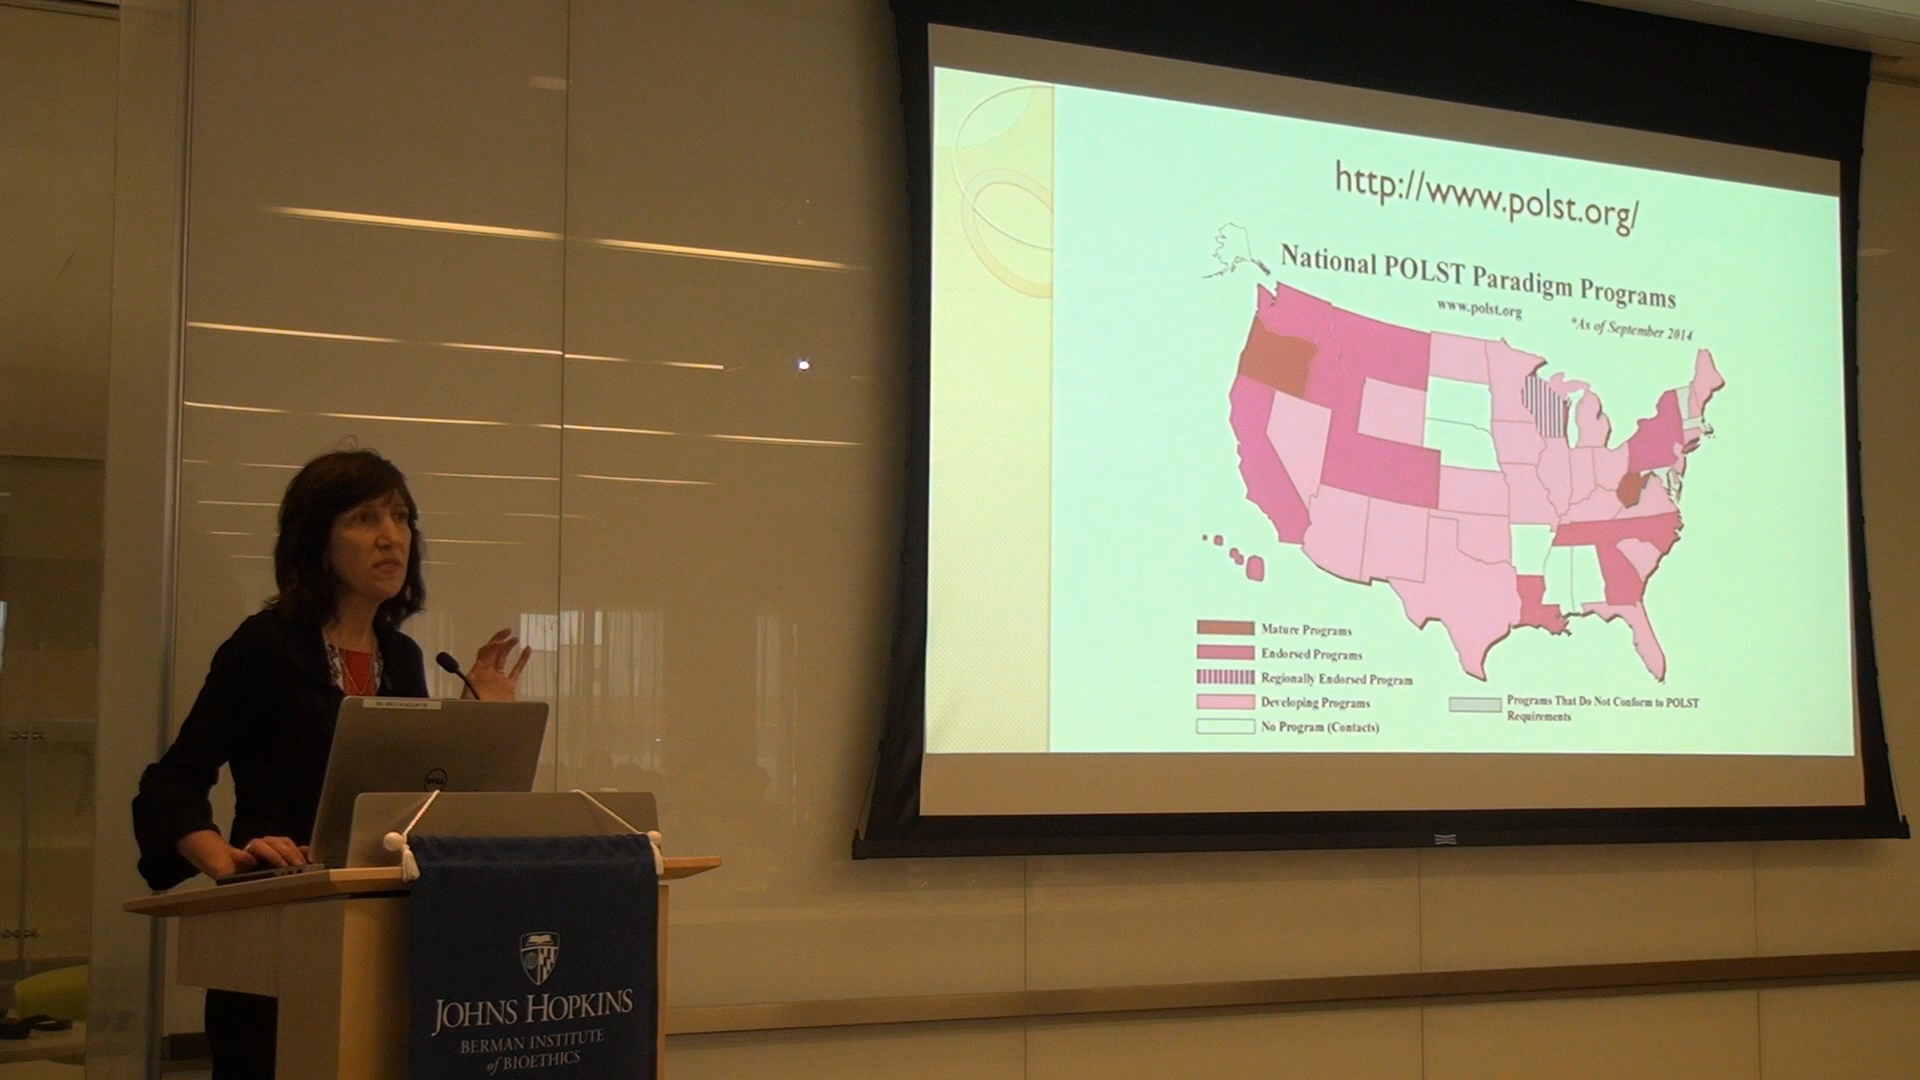 http://www.polst.org/
National POLST Paradigm Programs
www.polst.org
*As of September 2014
Mature Programs
Endorsed Programs
Regionally Endorsed Program
Developing Programs
No Program (Contacts)
Programs That Do Not Conform to POLST
Requirements
DELL
JOHNS HOPKINS
BERMAN INSTITUTE
of BIOETHICS